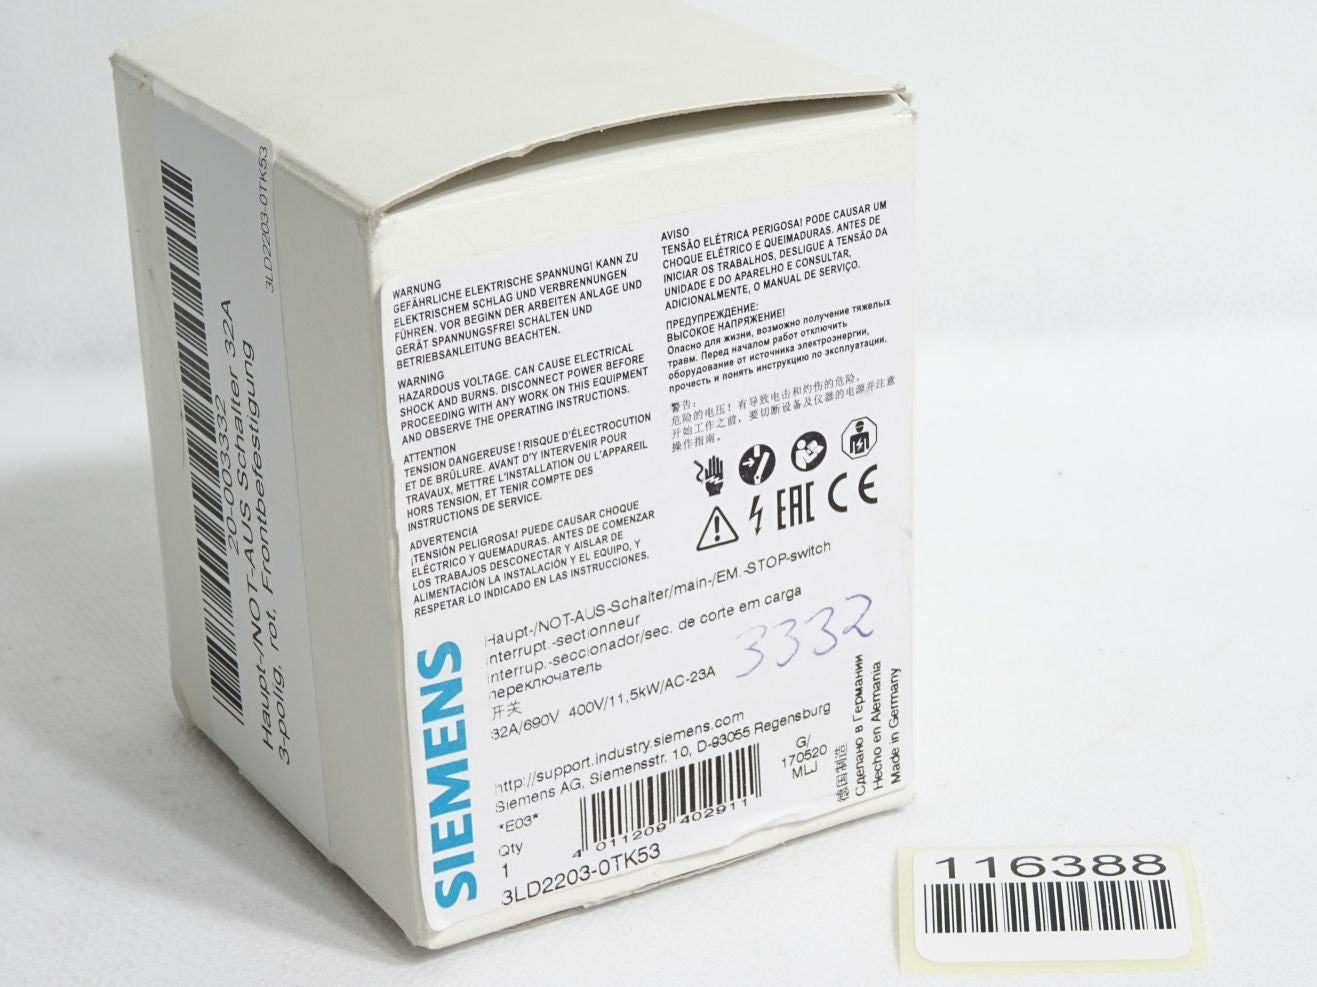 3LD2203-0TK53
20-003332
Haupt-/NOT-AUS Schalter 32A
3-polig, rot, Frontbefestigung
WARNUNG
GEFÄHRLICHE ELEKTRISCHE SPANNUNG! KANN ZU
ELEKTRISCHEM SCHLAG UND VERBRENNUNGEN
FÜHREN. VOR BEGINN DER ARBEITEN ANLAGE UND
GERÄT SPANNUNGSFREI SCHALTEN UND
BETRIEBSANLEITUNG BEACHTEN.
WARNING
HAZARDOUS VOLTAGE. CAN CAUSE ELECTRICAL
SHOCK AND BURNS. DISCONNECT POWER BEFORE
PROCEEDING WITH ANY WORK ON THIS EQUIPMENT
AND OBSERVE THE OPERATING INSTRUCTIONS.
ATTENTION
TENSION DANGEREUSE ! RISQUE D'ÉLECTROCUTION
ET DE BRÛLURE. AVANT D'Y INTERVENIR POUR
TRAVAUX, METTRE L'INSTALLATION OU L'APPAREIL
HORS TENSION, ET TENIR COMPTE DES
INSTRUCTIONS DE SERVICE.
ADVERTENCIA
¡TENSIÓN PELIGROSA! PUEDE CAUSAR CHOQUE
ELÉCTRICO Y QUEMADURAS. ANTES DE COMENZAR
LOS TRABAJOS DESCONECTAR Y AISLAR DE
ALIMENTACIÓN LA INSTALACIÓN Y EL EQUIPO, Y
RESPETAR LO INDICADO EN LAS INSTRUCCIONES.
AVISO
TENSÃO ELÉTRICA PERIGOSA! PODE CAUSAR UM
CHOQUE ELÉTRICO E QUEIMADURAS. ANTES DE
INICIAR OS TRABALHOS, DESLIGUE A TENSÃO DA
UNIDADE E DO APARELHO E CONSULTAR,
ADICIONALMENTE, O MANUAL DE SERVIÇO.
ПРЕДУПРЕЖДЕНИЕ:
ВЫСОКОЕ НАПРЯЖЕНИЕ!
Опасно для жизни, возможно получение тяжелых
травм. Перед началом работ отключить
оборудование от источника электроэнергии,
прочесть и понять инструкцию по эксплуатации.
警告:
危险的电压! 有导致电击和灼伤的危险。
开始工作之前, 要切断设备及仪器的电源并注意
操作指南。
EAC CE
Haupt-/NOT-AUS-Schalter/main-/EM.-STOP-switch
interrupt.-sectionneur
interrup.-seccionador/sec. de corte em carga
переключатель
开关
32A/690V 400V/11,5kW/AC-23A
3332
http://support.industry.siemens.com
Siemens AG, Siemensstr. 10, D-93055 Regensburg
*E03*
Qty
1
4 011209 402911
3LD2203-0TK53
G/
170520
MLJ
德国制造
Сделано в Германии
Hecho en Alemania
Made in Germany
SIEMENS
116388